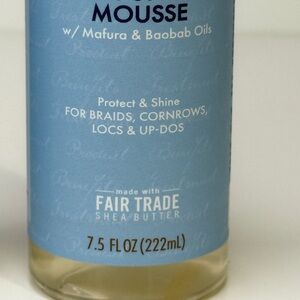 MOUSSE
w/ Mafura & Baobab Oils
Protect & Shine
FOR BRAIDS, CORNROWS,
LOCS & UP-DOS
made with
FAIR TRADE
SHEA BUTTER
7.5 FL OZ (222mL)